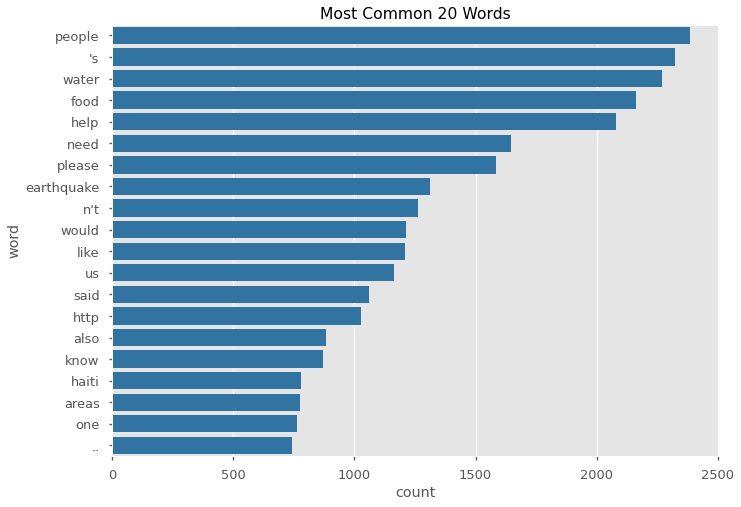 Most Common 20 Words
people
's
water
food
help
need
please
earthquake
n't
would
like
us
said
http
also
know
haiti
areas
one
..
word
0 500 1000 1500 2000 2500
count